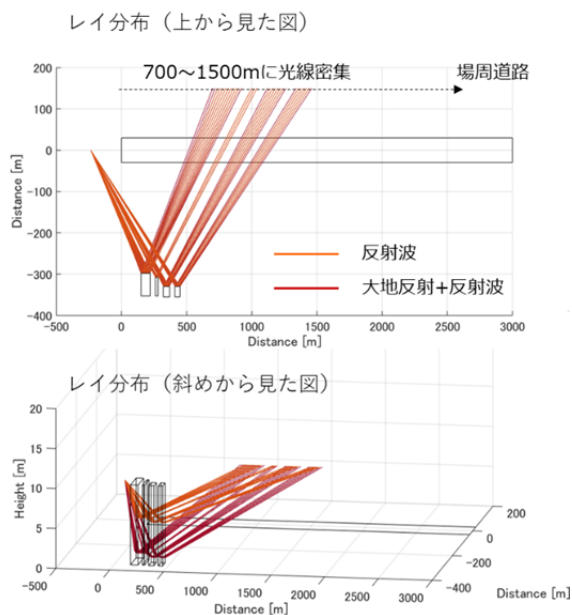 レイ分布（上から見た図）
200
700～1500mに光線密集 場周道路
100
0
-100
-200
反射波
-300
大地反射+反射波
-400
-500 0 500 1000 1500 2000 2500 3000
Distance [m]
Distance [m]
レイ分布（斜めから見た図）
20
15
10
5
0
Height [m]
-500
0
500
1000
1500
2000
2500
3000
Distance [m]
200
0
-200
-400
Distance [m]